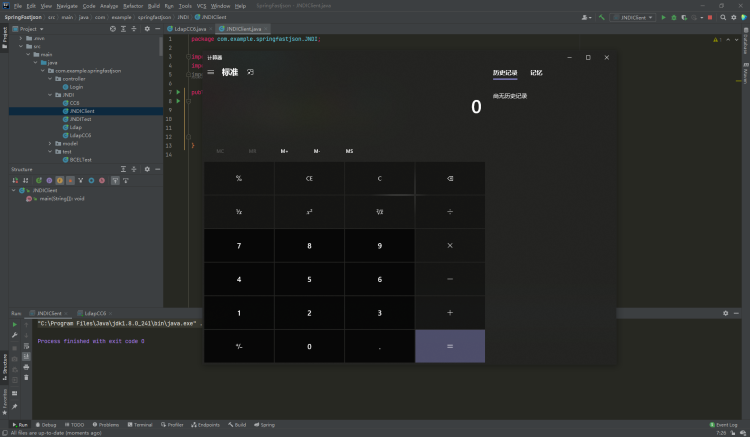 File Edit View Navigate Code Analyze Refactor Build Run Tools VCS Window Help SpringFastjson - JNDIClient.java
SpringFastjson src main java com example springfastjson JNDI JNDIClient
JNDIClient
Project
LdapCC6.java
JNDIClient.java
.mvn
src
main
java
com.example.springfastjson
controller
Login
JNDI
CC6
JNDIClient
JNDITest
Ldap
LdapCC6
model
test
BCELTest
Structure
JNDIClient
main(String[]): void
1
2
3
4
5
6
7
8
9
12
13
14
package com.example.springfastjson.JNDI;
impo
impo
impo
pub
}
计算器
标准
历史记录
记忆
尚无历史记录
0
MC MR M+ M- MS
% CE C
⅟x x² ²√x ÷
7 8 9 ×
4 5 6 −
1 2 3 +
+/- 0 . =
Run: JNDIClient LdapCC6
"C:\Program Files\Java\jdk1.8.0_241\bin\java.exe" .
Process finished with exit code 0
Project
Structure
Favorites
Database
Maven
Run Debug TODO Problems Terminal Profiler Endpoints Build Spring
Event Log
All files are up-to-date (moments ago)
7:26